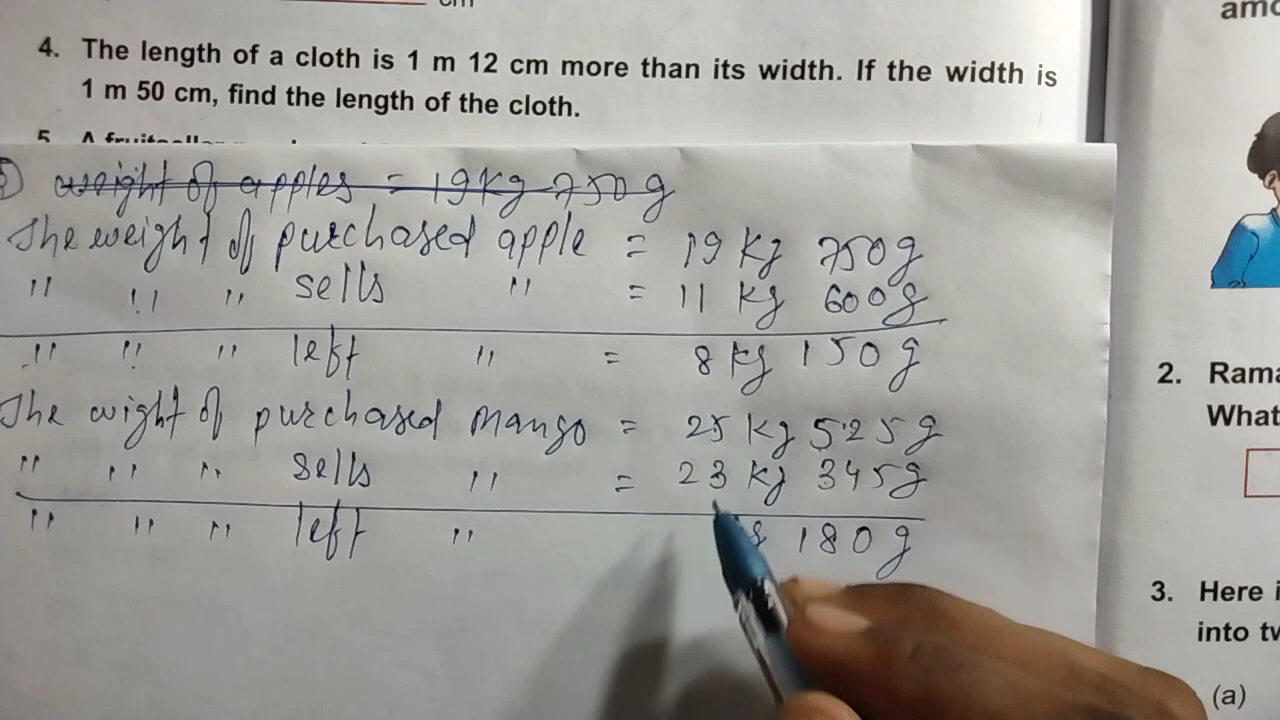 cm
4. The length of a cloth is 1 m 12 cm more than its width. If the width is
1 m 50 cm, find the length of the cloth.
5. A
weight of apples = 19 kg 750 g
The weight of purchased apple = 19 kg 750 g
" " " sells " = 11 kg 600 g
" " " left " = 8 kg 150 g
The wight of purchased mango = 25 kg 525 g
" " " sells " = 23 kg 345 g
" " " left " 180 g
2. Rama
What
3. Here i
into tw
(a)